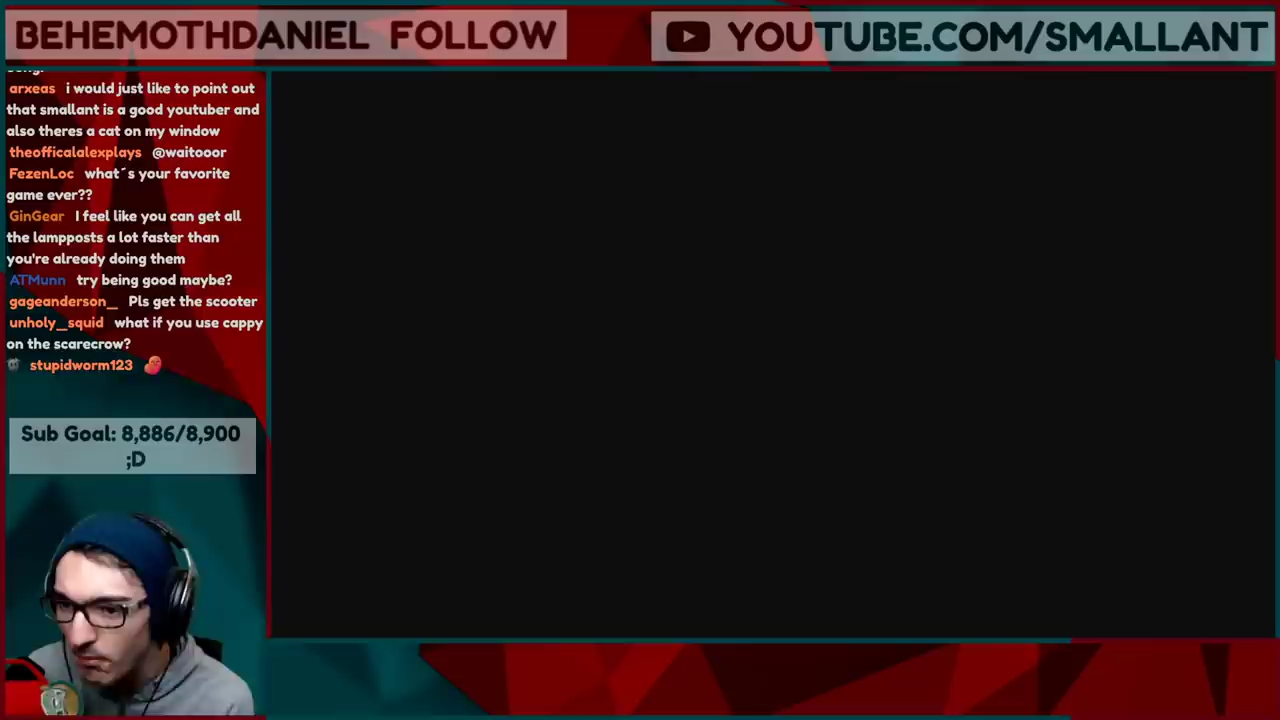 BEHEMOTHDANIEL FOLLOW
YOUTUBE.COM/SMALLANT
arxeas i would just like to point out
that smallant is a good youtuber and
also theres a cat on my window
theofficalalexplays @waitooor
FezenLoc what´s your favorite
game ever??
GinGear I feel like you can get all
the lampposts a lot faster than
you're already doing them
ATMunn try being good maybe?
gageanderson_ Pls get the scooter
unholy_squid what if you use cappy
on the scarecrow?
stupidworm123
Sub Goal: 8,886/8,900
;D